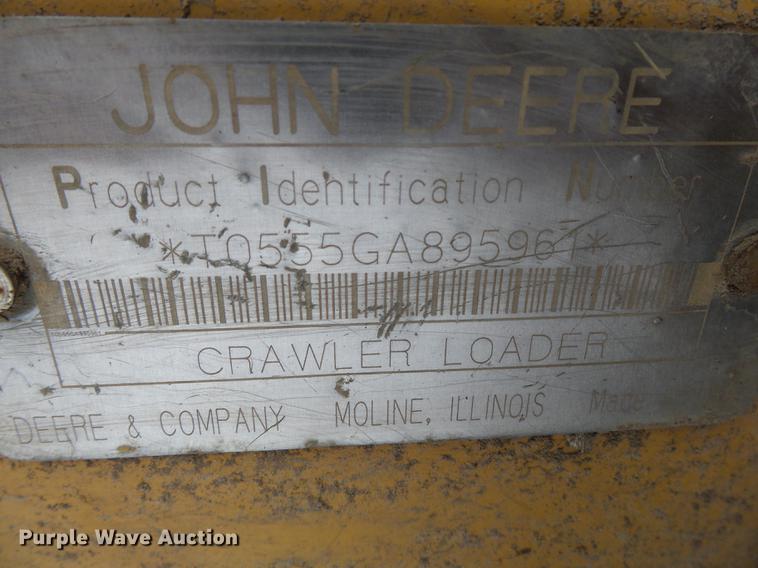 JOHN DEERE
Product Identification Number
*T0555GA895961*
CRAWLER LOADER
DEERE & COMPANY MOLINE, ILLINOIS Made
Purple Wave Auction